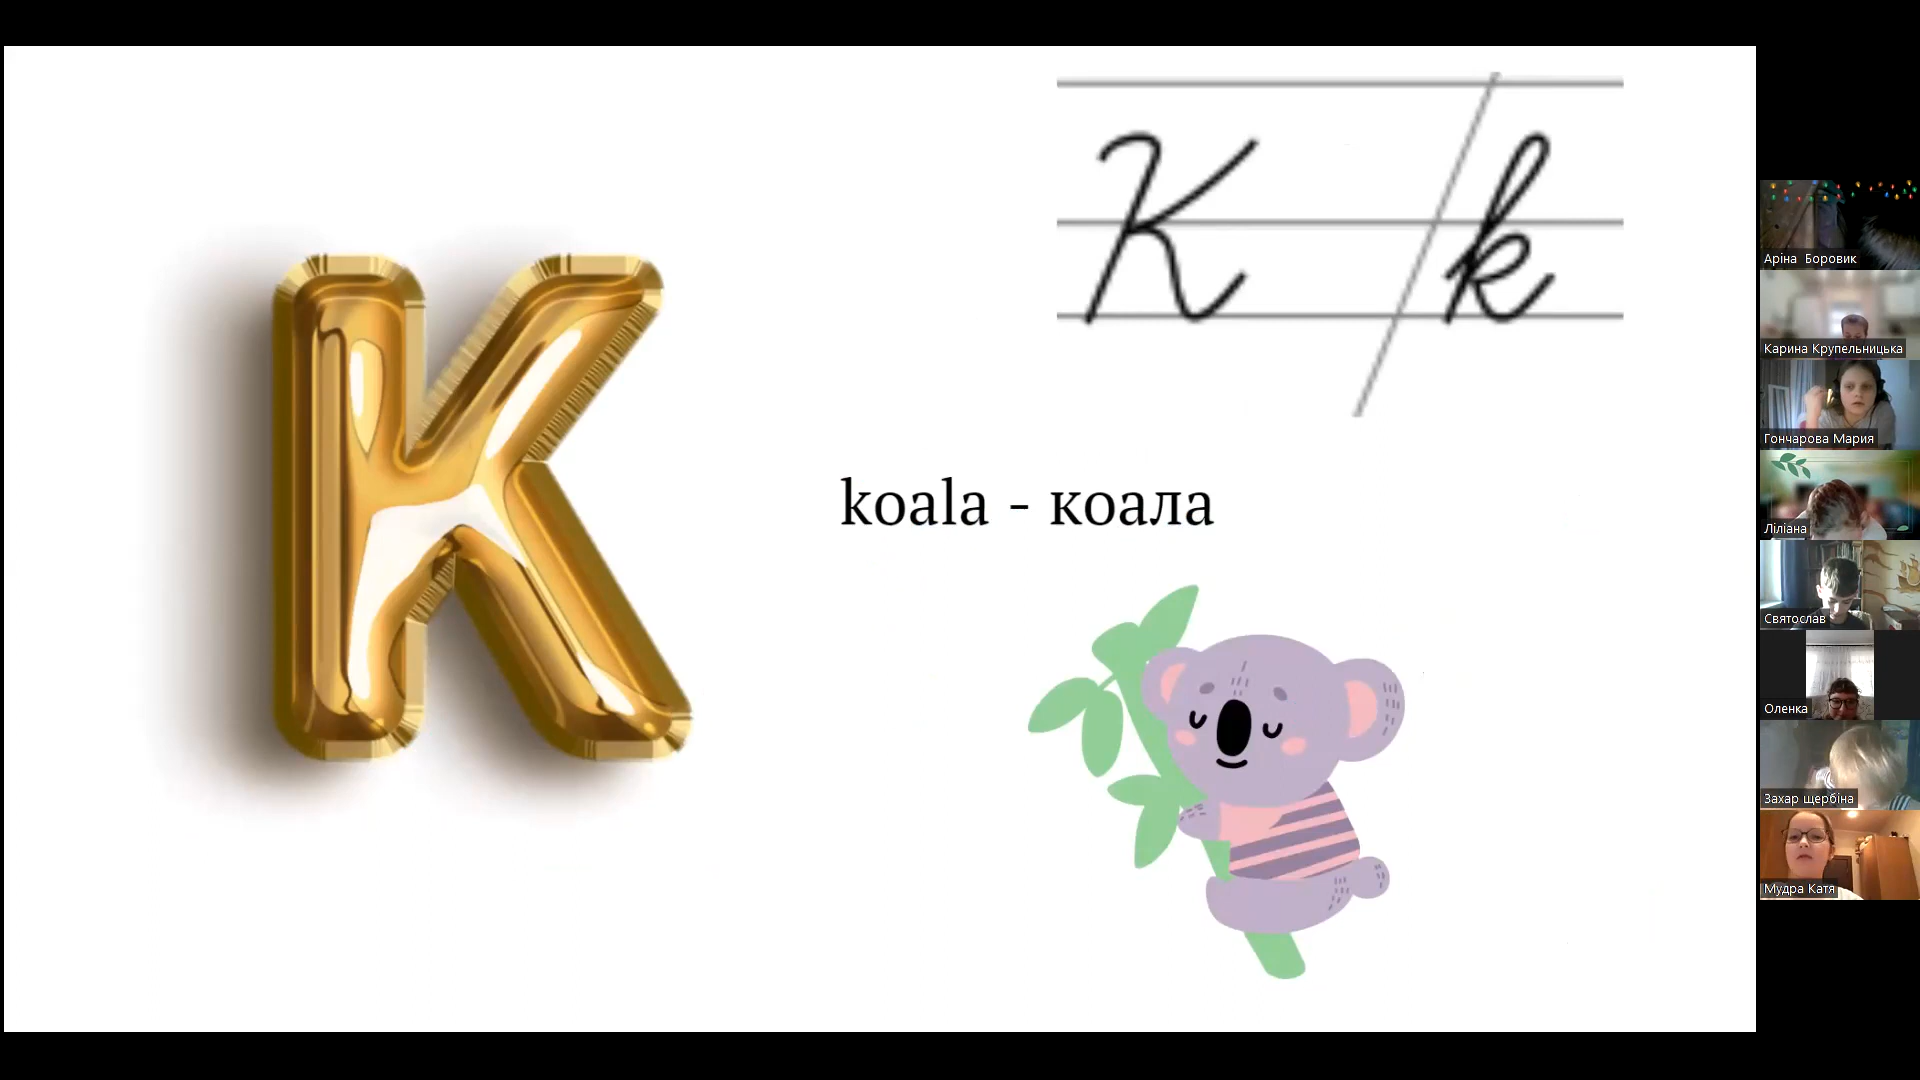 K
K k
koala - коала
Аріна Боровик
Карина Крупельницька
Гончарова Мария
Ліліана
Святослав
Оленка
Захар щербіна
Мудра Катя